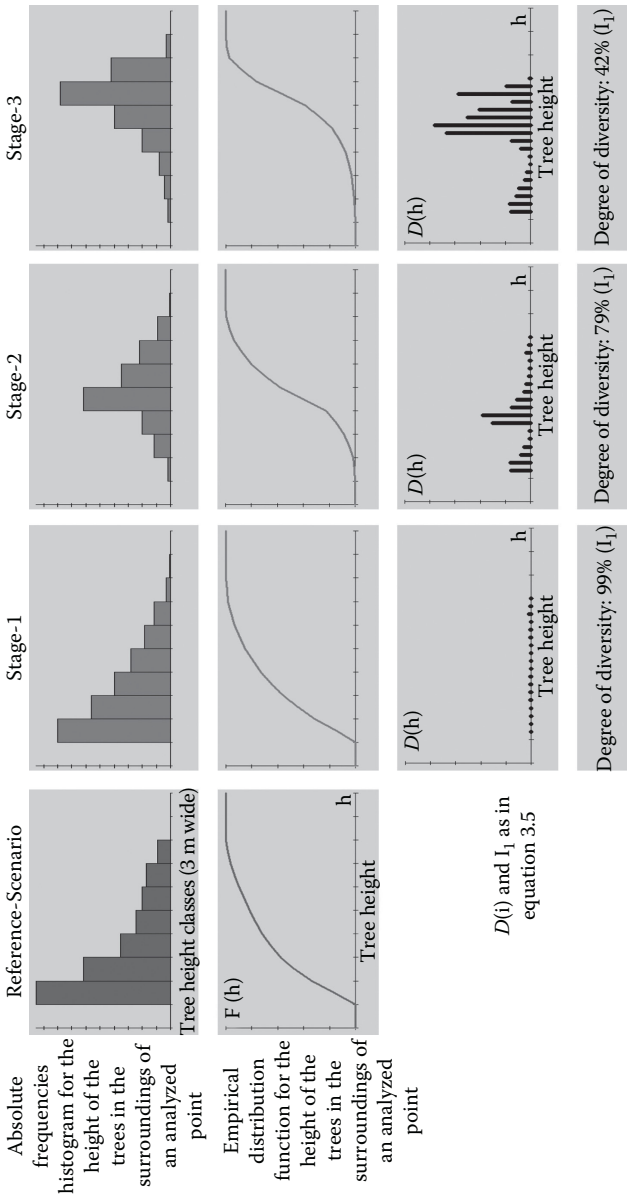 Reference-Scenario
Stage-1
Stage-2
Stage-3
Absolute
frequencies
histogram for the
height of the
trees in the
surroundings of
an analyzed
point
Tree height classes (3 m wide)
Empirical
distribution
function for the
height of the
trees in the
surroundings of
an analyzed
point
F (h)
h
Tree height
D(i) and I1 as in
equation 3.5
D(h)
h
Tree height
D(h)
h
Tree height
D(h)
h
Tree height
Degree of diversity: 99% (I1)
Degree of diversity: 79% (I1)
Degree of diversity: 42% (I1)